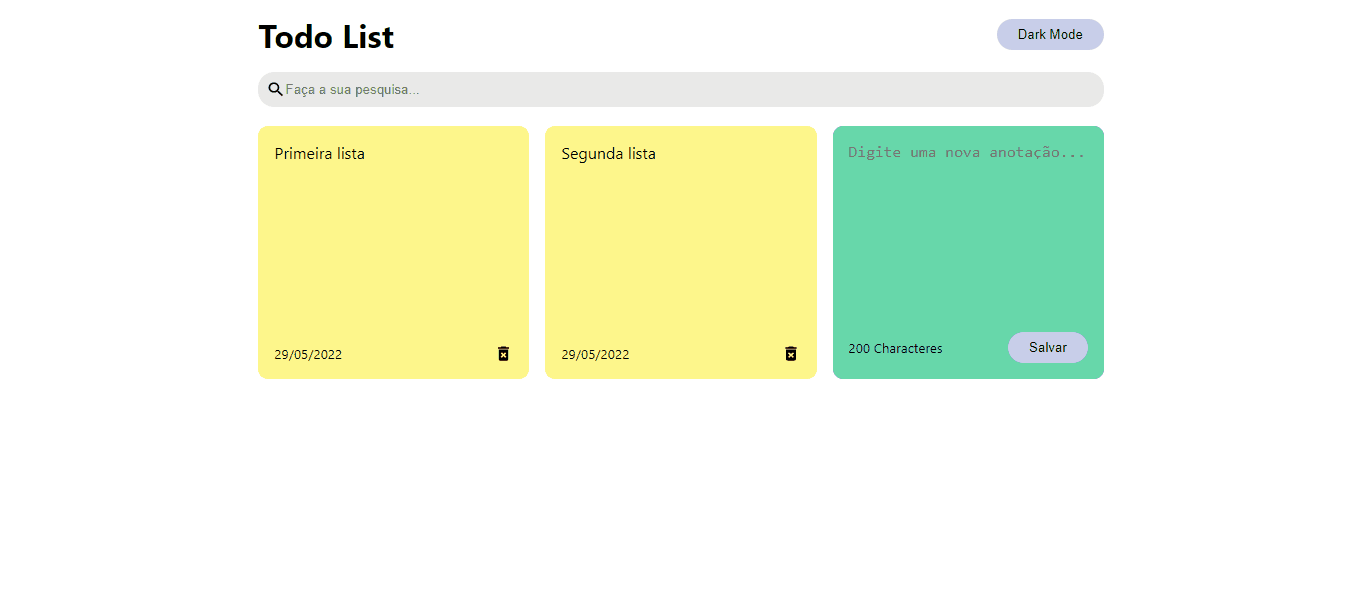 Todo List
Dark Mode
Faça a sua pesquisa...
Primeira lista
Segunda lista
Digite uma nova anotação...
29/05/2022
29/05/2022
200 Characteres
Salvar